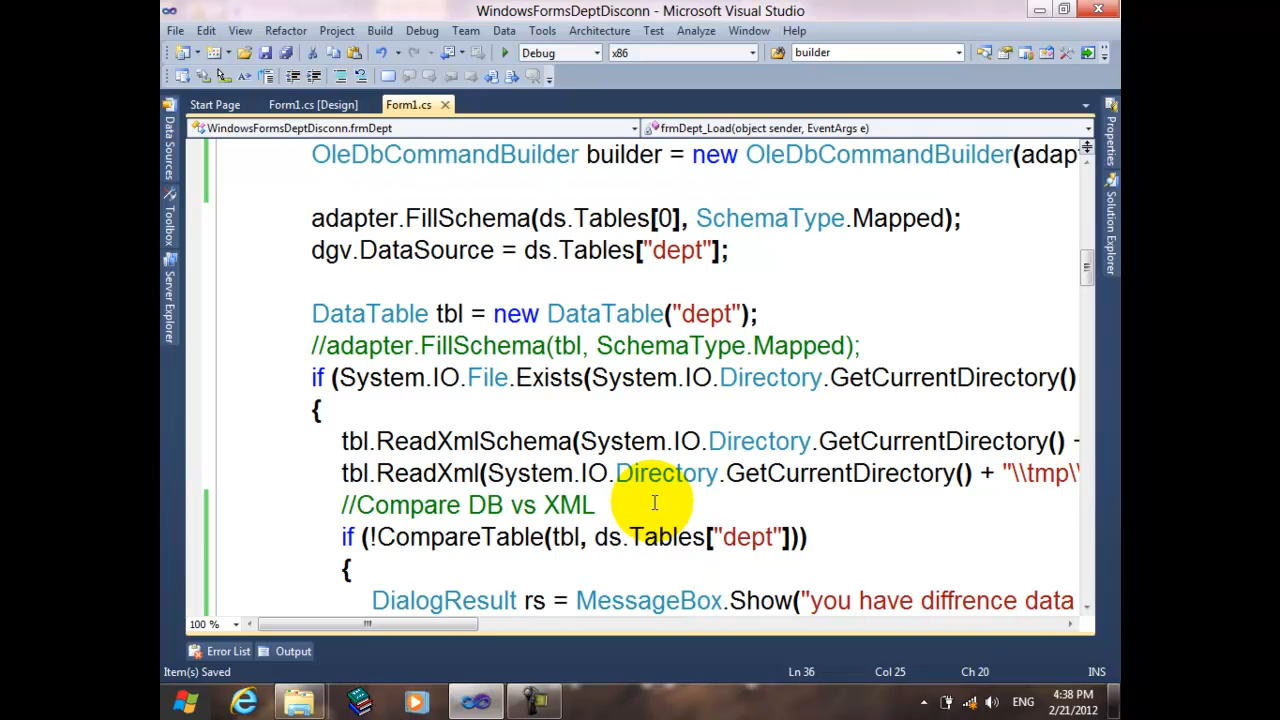 WindowsFormsDeptDisconn - Microsoft Visual Studio
File Edit View Refactor Project Build Debug Team Data Tools Architecture Test Analyze Window Help
Debug x86 builder
Start Page Form1.cs [Design] Form1.cs
WindowsFormsDeptDisconn.frmDept frmDept_Load(object sender, EventArgs e)
Data Sources
Toolbox
Server Explorer
OleDbCommandBuilder builder = new OleDbCommandBuilder(adap
adapter.FillSchema(ds.Tables[0], SchemaType.Mapped);
dgv.DataSource = ds.Tables["dept"];
DataTable tbl = new DataTable("dept");
//adapter.FillSchema(tbl, SchemaType.Mapped);
if (System.IO.File.Exists(System.IO.Directory.GetCurrentDirectory()
{
tbl.ReadXmlSchema(System.IO.Directory.GetCurrentDirectory() +
tbl.ReadXml(System.IO.Directory.GetCurrentDirectory() + "\\tmp\
//Compare DB vs XML
if (!CompareTable(tbl, ds.Tables["dept"]))
{
DialogResult rs = MessageBox.Show("you have diffrence data
Properties
Solution Explorer
100 %
Error List Output
Item(s) Saved Ln 36 Col 25 Ch 20 INS
ENG 4:38 PM
2/21/2012